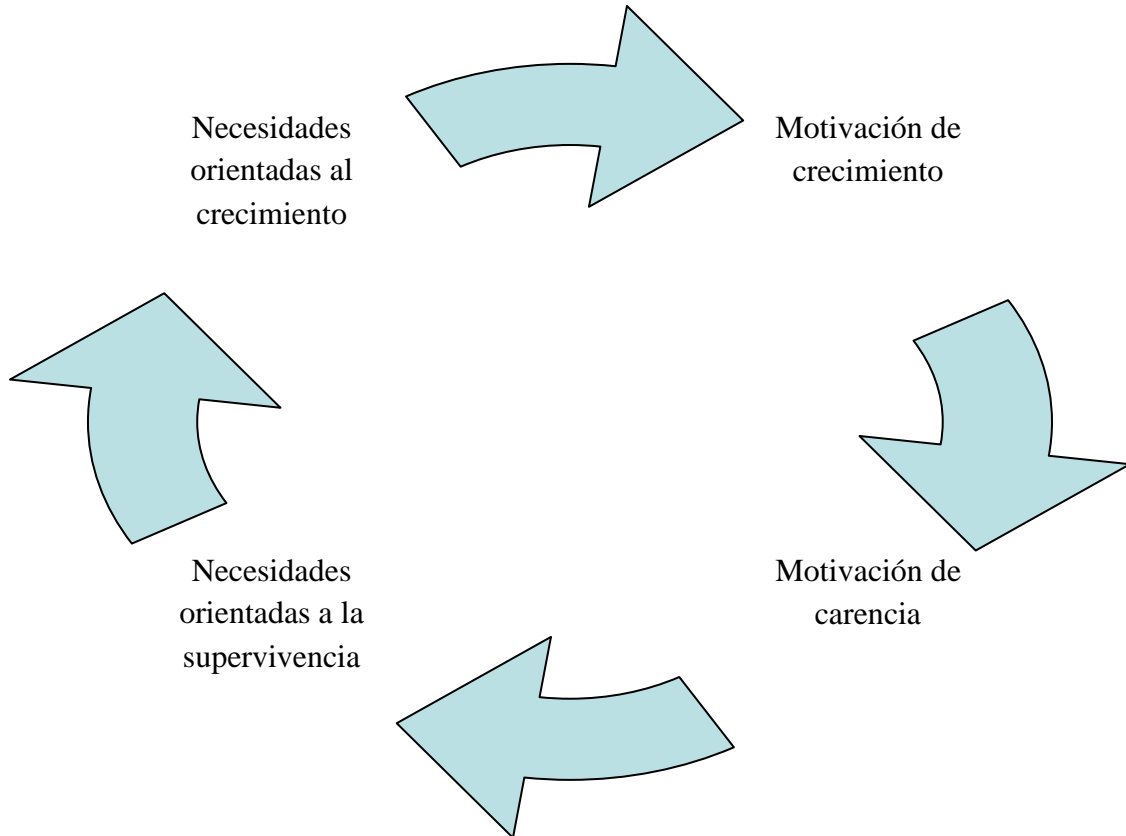 Necesidades
orientadas al
crecimiento
Motivación de
crecimiento
Motivación de
carencia
Necesidades
orientadas a la
supervivencia